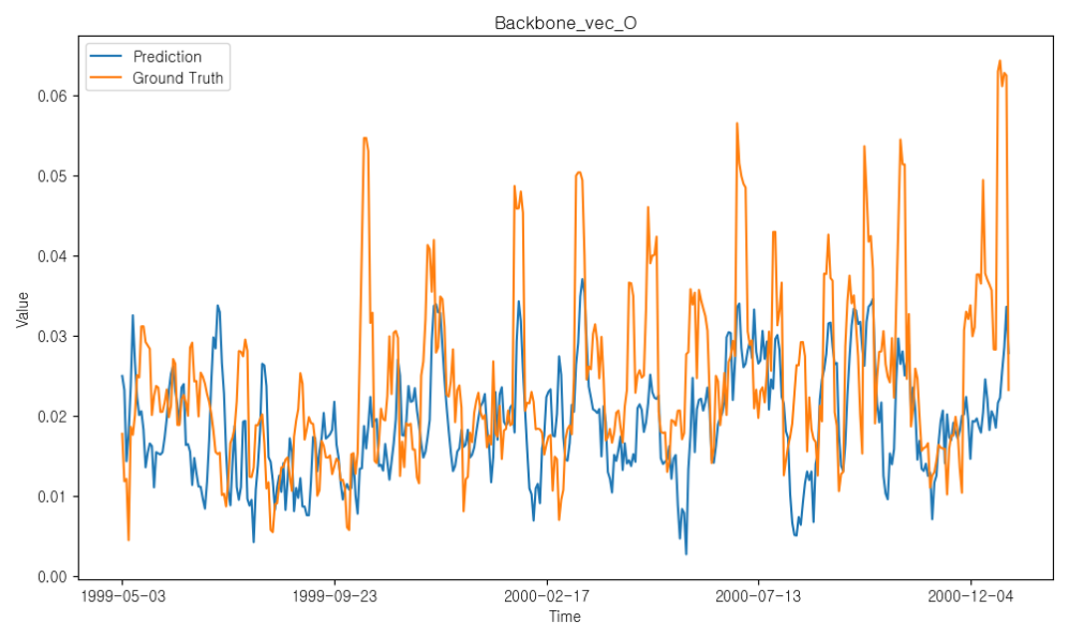 Backbone_vec_O
Prediction
Ground Truth
0.06
0.05
0.04
0.03
0.02
0.01
0.00
Value
1999-05-03
1999-09-23
2000-02-17
2000-07-13
2000-12-04
Time